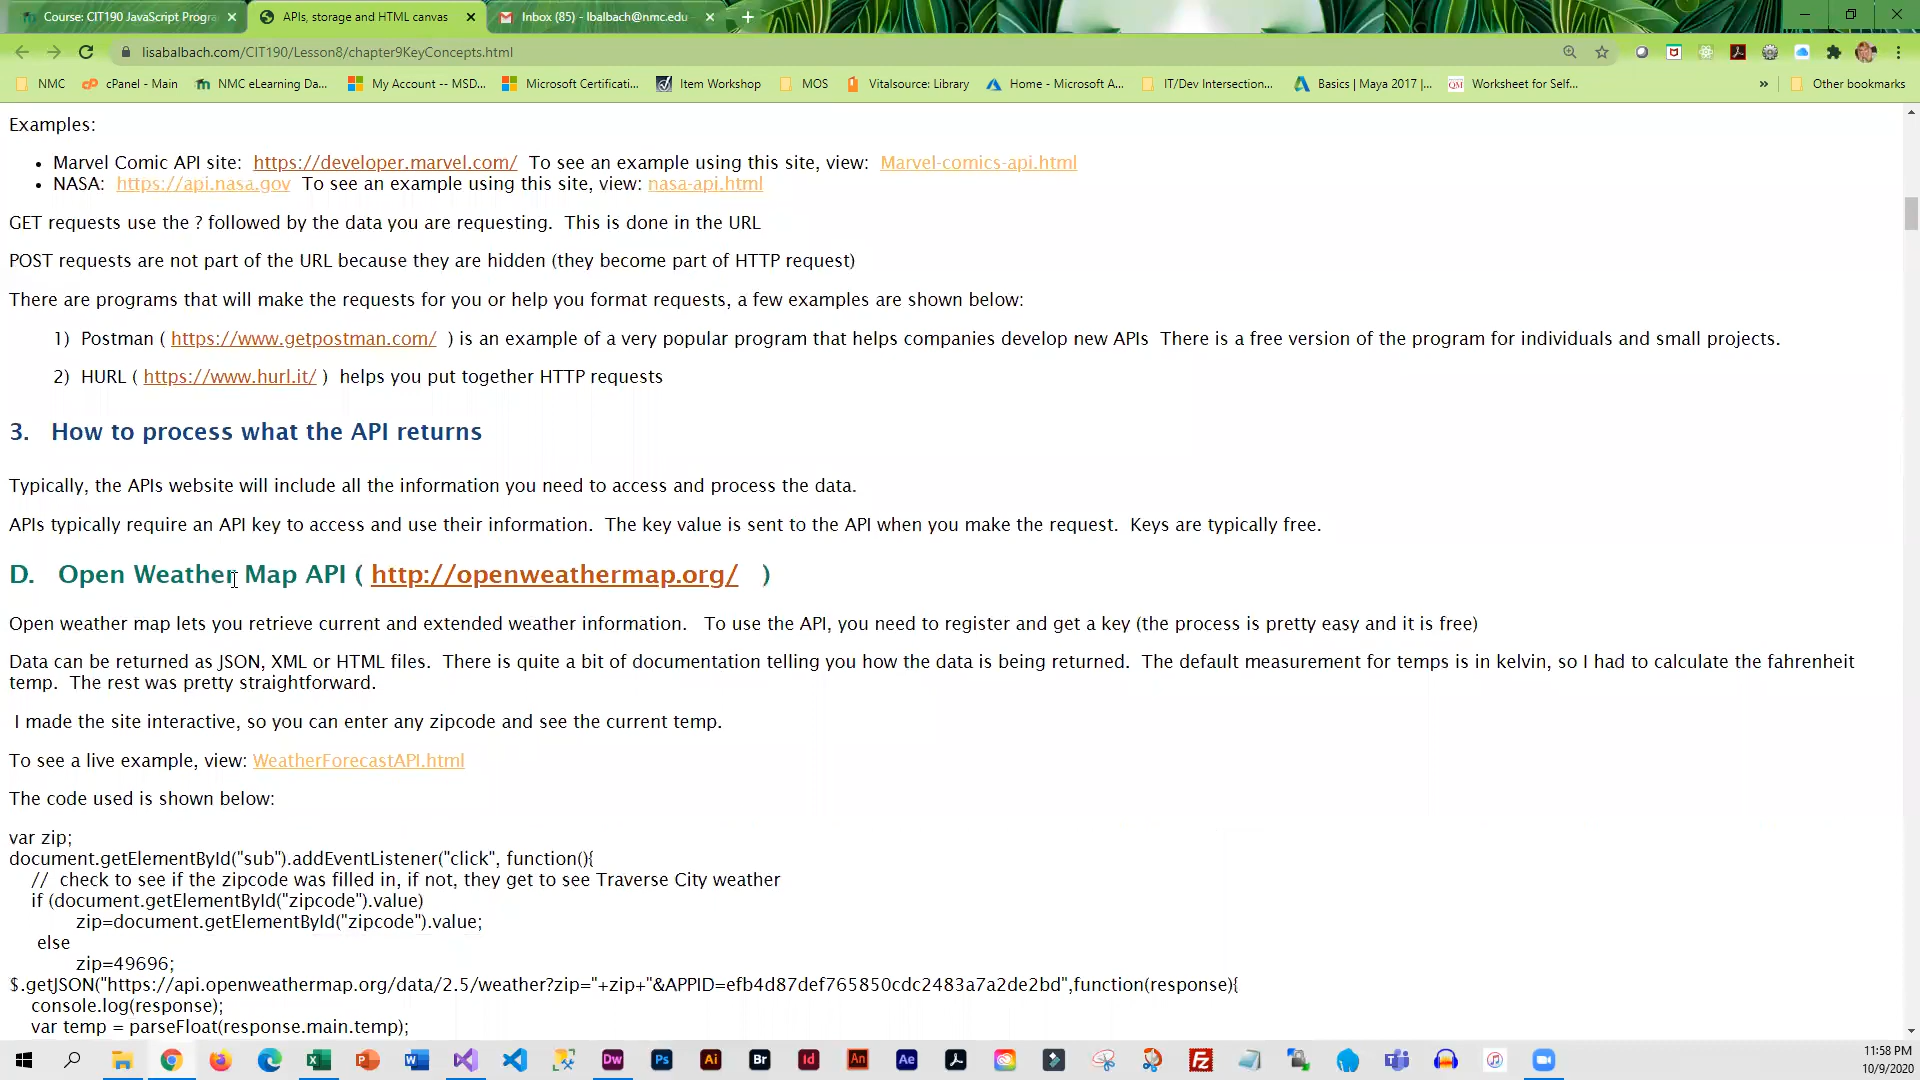 Course: CIT190 JavaScript Progra
APIs, storage and HTML canvas
Inbox (85) - lbalbach@nmc.edu
lisabalbach.com/CIT190/Lesson8/chapter9KeyConcepts.html
NMC
cPanel - Main
NMC eLearning Da...
My Account -- MSD...
Microsoft Certificati...
Item Workshop
MOS
Vitalsource: Library
Home - Microsoft A...
IT/Dev Intersection...
Basics | Maya 2017 |...
QM Worksheet for Self...
»
Other bookmarks
Examples:
• Marvel Comic API site: https://developer.marvel.com/ To see an example using this site, view: Marvel-comics-api.html
• NASA: https://api.nasa.gov To see an example using this site, view: nasa-api.html
GET requests use the ? followed by the data you are requesting. This is done in the URL
POST requests are not part of the URL because they are hidden (they become part of HTTP request)
There are programs that will make the requests for you or help you format requests, a few examples are shown below:
1) Postman ( https://www.getpostman.com/ ) is an example of a very popular program that helps companies develop new APIs There is a free version of the program for individuals and small projects.
2) HURL ( https://www.hurl.it/ ) helps you put together HTTP requests
3. How to process what the API returns
Typically, the APIs website will include all the information you need to access and process the data.
APIs typically require an API key to access and use their information. The key value is sent to the API when you make the request. Keys are typically free.
D. Open Weather Map API ( http://openweathermap.org/ )
Open weather map lets you retrieve current and extended weather information. To use the API, you need to register and get a key (the process is pretty easy and it is free)
Data can be returned as JSON, XML or HTML files. There is quite a bit of documentation telling you how the data is being returned. The default measurement for temps is in kelvin, so I had to calculate the fahrenheit
temp. The rest was pretty straightforward.
I made the site interactive, so you can enter any zipcode and see the current temp.
To see a live example, view: WeatherForecastAPI.html
The code used is shown below:
var zip;
document.getElementById("sub").addEventListener("click", function(){
// check to see if the zipcode was filled in, if not, they get to see Traverse City weather
if (document.getElementById("zipcode").value)
zip=document.getElementById("zipcode").value;
else
zip=49696;
$.getJSON("https://api.openweathermap.org/data/2.5/weather?zip="+zip+"&APPID=efb4d87def765850cdc2483a7a2de2bd",function(response){
console.log(response);
var temp = parseFloat(response.main.temp);
Dw
Ps
Ai
Br
Id
An
Ae
11:58 PM
10/9/2020